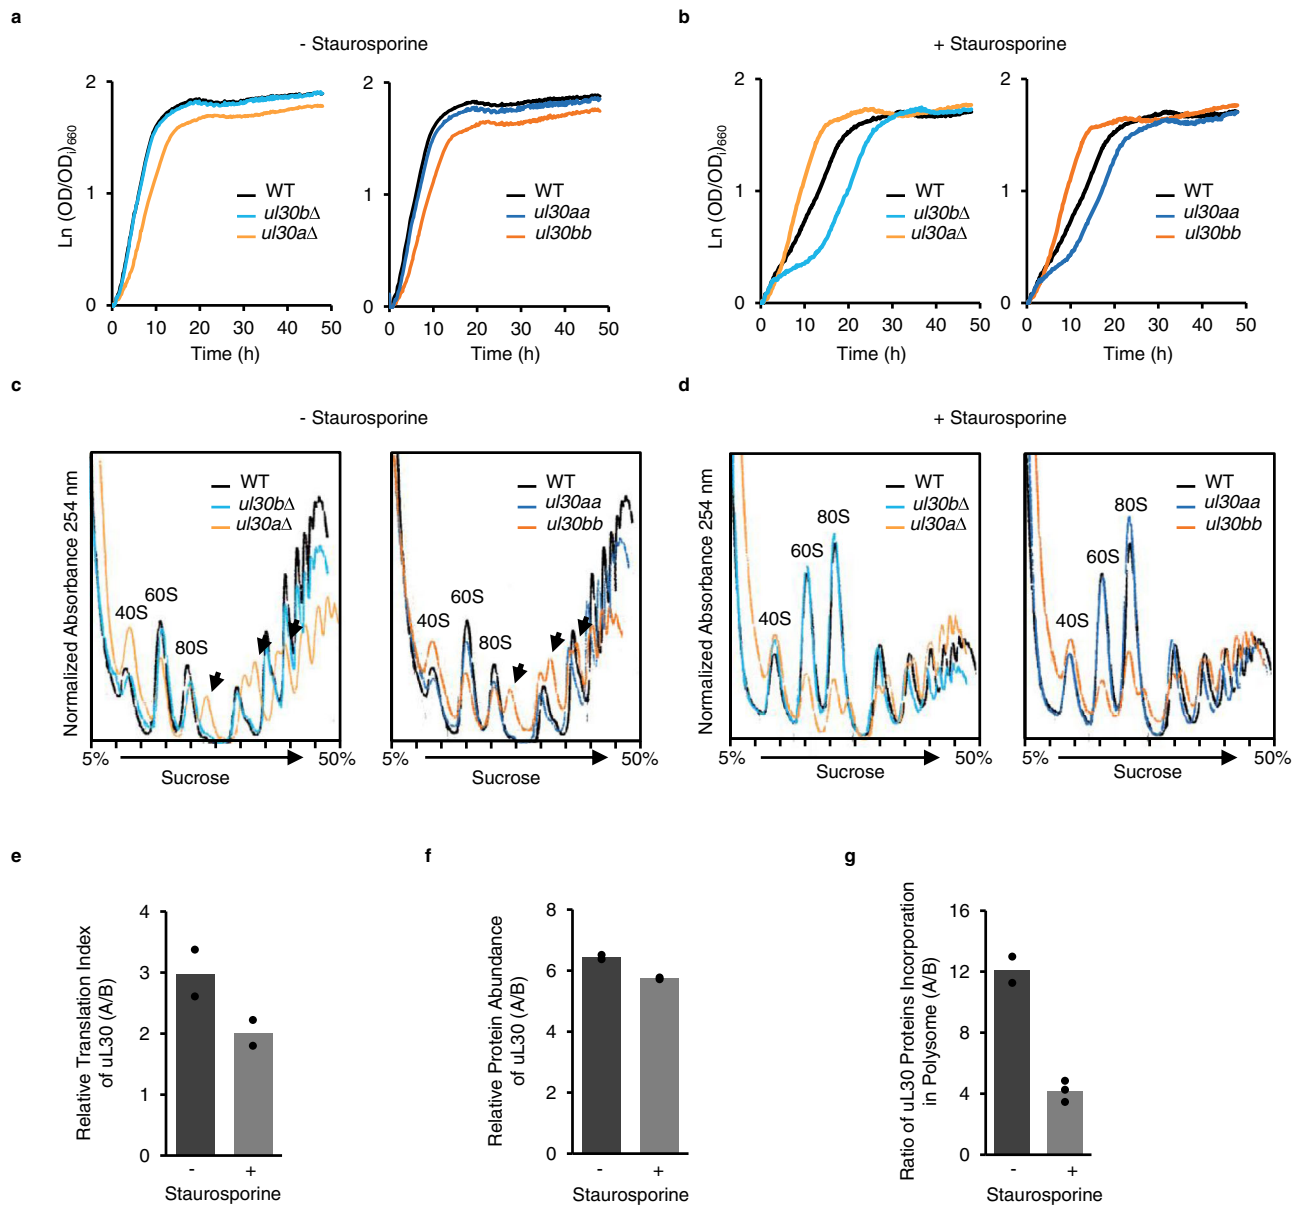 a
- Staurosporine
Ln (OD/ODi)660
2
1
0
0 10 20 30 40 50
Time (h)
WT
ul30bΔ
ul30aΔ
2
1
0
0 10 20 30 40 50
Time (h)
WT
ul30aa
ul30bb
b
+ Staurosporine
Ln (OD/ODi)660
2
1
0
0 10 20 30 40 50
Time (h)
WT
ul30bΔ
ul30aΔ
2
1
0
0 10 20 30 40 50
Time (h)
WT
ul30aa
ul30bb
c
- Staurosporine
Normalized Absorbance 254 nm
WT
ul30bΔ
ul30aΔ
40S
60S
80S
5% 50%
Sucrose
WT
ul30aa
ul30bb
40S
60S
80S
5% 50%
Sucrose
d
+ Staurosporine
Normalized Absorbance 254 nm
WT
ul30bΔ
ul30aΔ
40S
60S
80S
5% 50%
Sucrose
WT
ul30aa
ul30bb
40S
60S
80S
5% 50%
Sucrose
e
Relative Translation Index
of uL30 (A/B)
4
3
2
1
0
- +
Staurosporine
f
Relative Protein Abundance
of uL30 (A/B)
8
6
4
2
0
- +
Staurosporine
g
Ratio of uL30 Proteins Incorporation
in Polysome (A/B)
16
12
8
4
0
- +
Staurosporine